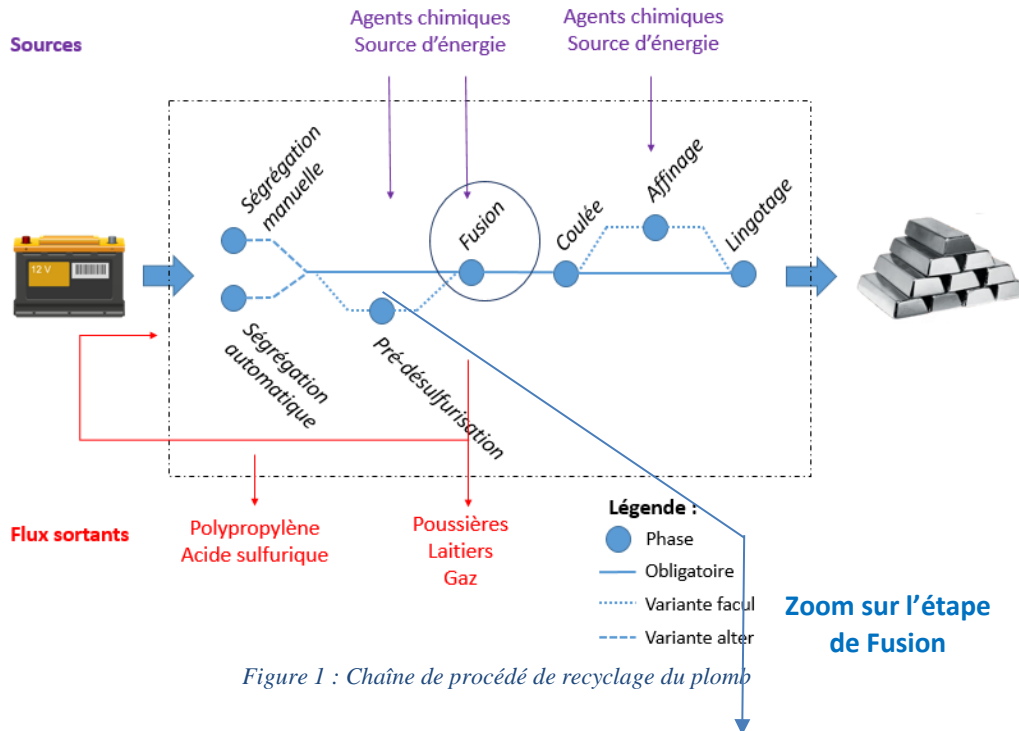 Agents chimiques
Source d'énergie
Agents chimiques
Source d'énergie
Sources
Ségrégation
manuelle
Fusion
Coulée
Affinage
Lingotage
12 V
Ségrégation
automatique
Pré-désulfurisation
Flux sortants
Polypropylène
Acide sulfurique
Poussières
Laitiers
Gaz
Légende :
Phase
Obligatoire
Variante facul
Variante alter
Zoom sur l'étape
de Fusion
Figure 1 : Chaîne de procédé de recyclage du plomb